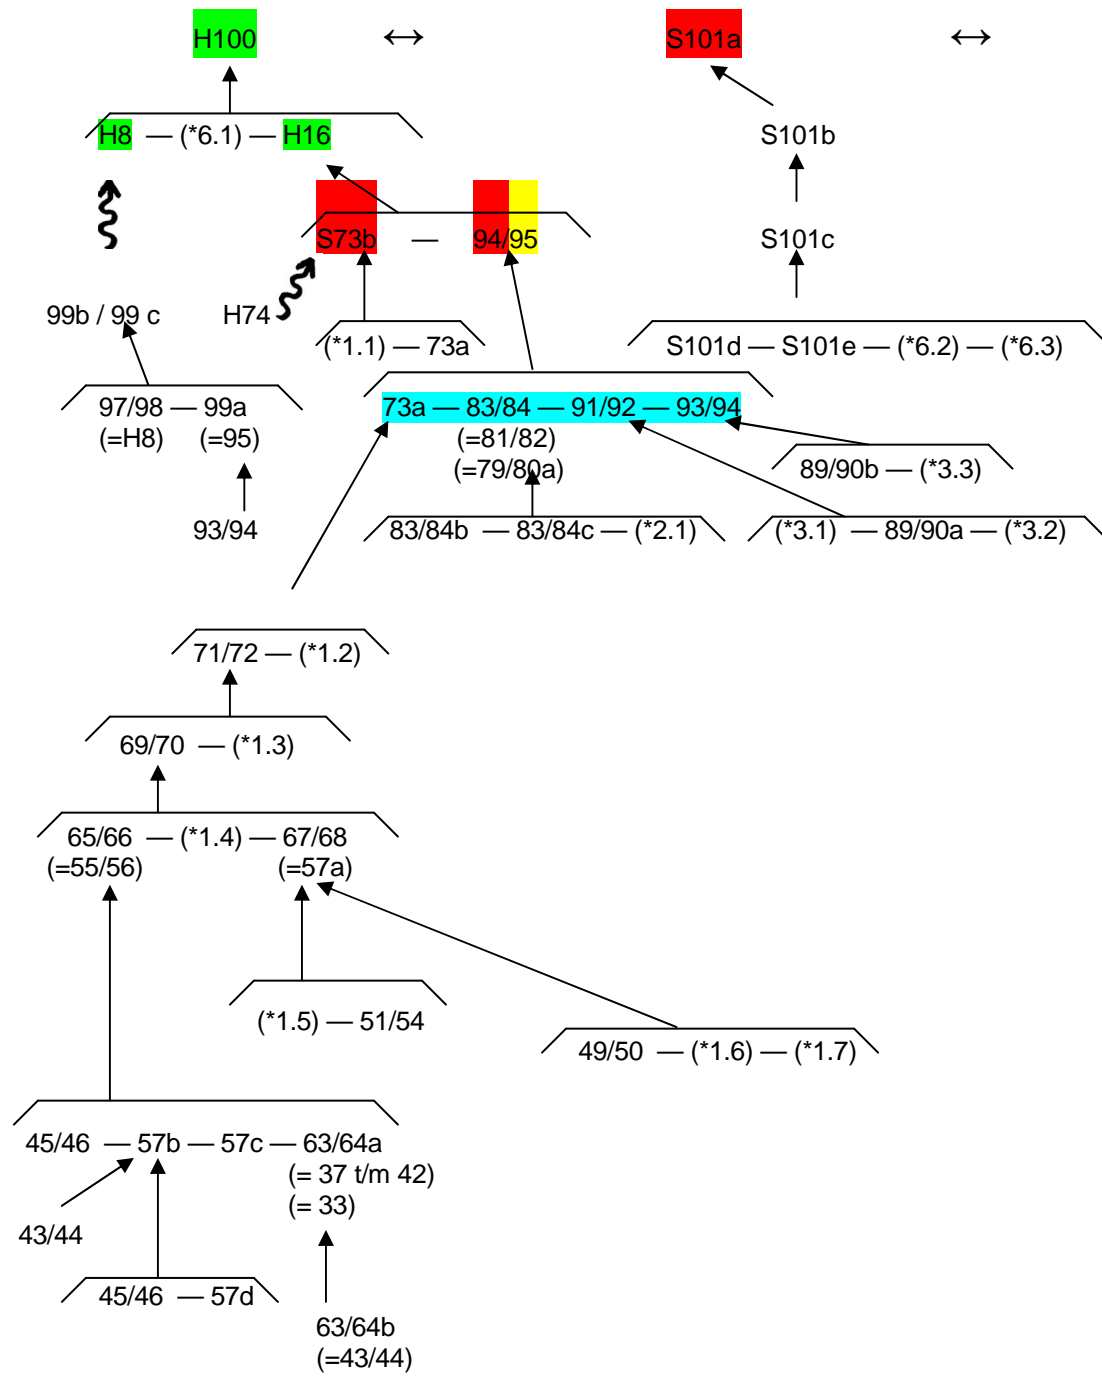 H100 ↔ S101a ↔
H8 — (*6.1) — H16
S101b
S73b — 94/95
S101c
99b / 99 c
H74
(*1.1) — 73a
S101d — S101e — (*6.2) — (*6.3)
97/98 — 99a
73a — 83/84 — 91/92 — 93/94
(=H8) (=95)
(=81/82)
(=79/80a)
89/90b — (*3.3)
93/94
83/84b — 83/84c — (*2.1)
(*3.1) — 89/90a — (*3.2)
71/72 — (*1.2)
69/70 — (*1.3)
65/66 — (*1.4) — 67/68
(=55/56) (=57a)
(*1.5) — 51/54
49/50 — (*1.6) — (*1.7)
45/46 — 57b — 57c — 63/64a
(= 37 t/m 42)
(= 33)
43/44
45/46 — 57d
63/64b
(=43/44)